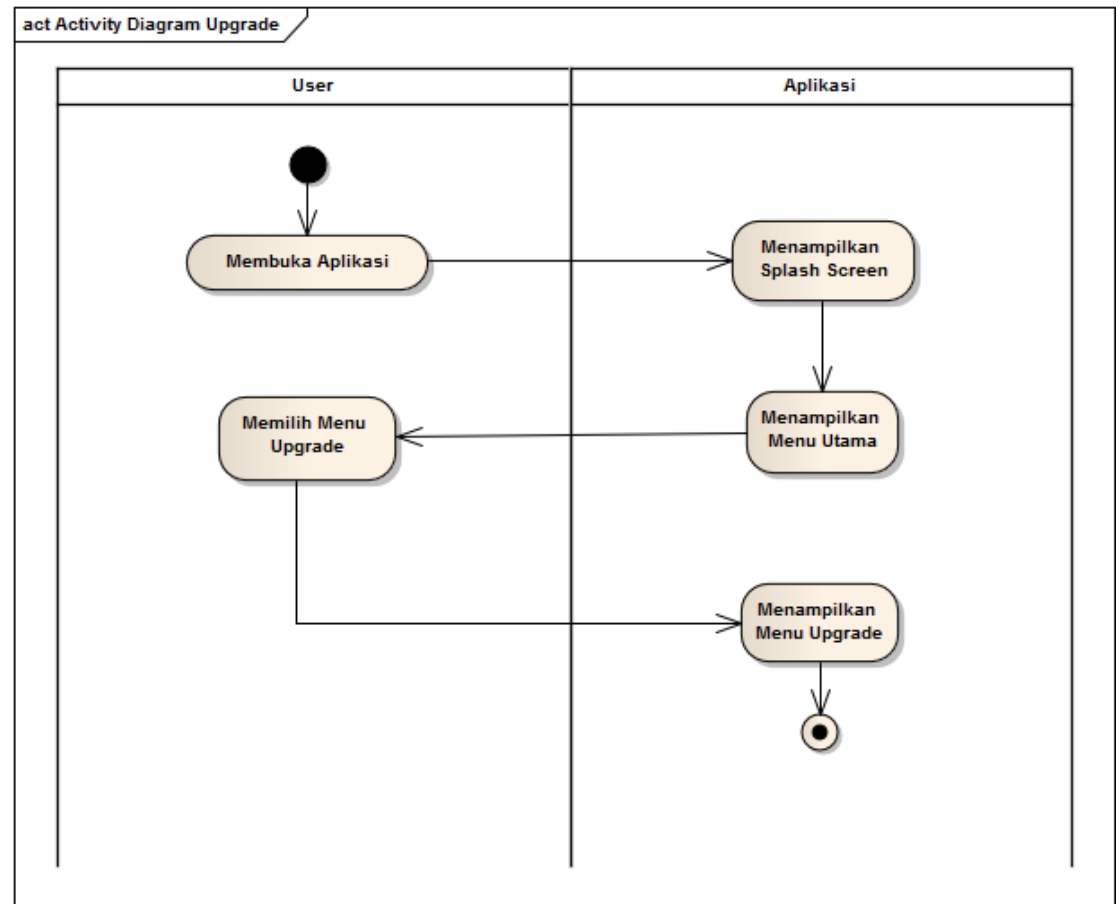 act Activity Diagram Upgrade
User
Aplikasi
Membuka Aplikasi
Menampilkan
Splash Screen
Menampilkan
Menu Utama
Memilih Menu
Upgrade
Menampilkan
Menu Upgrade